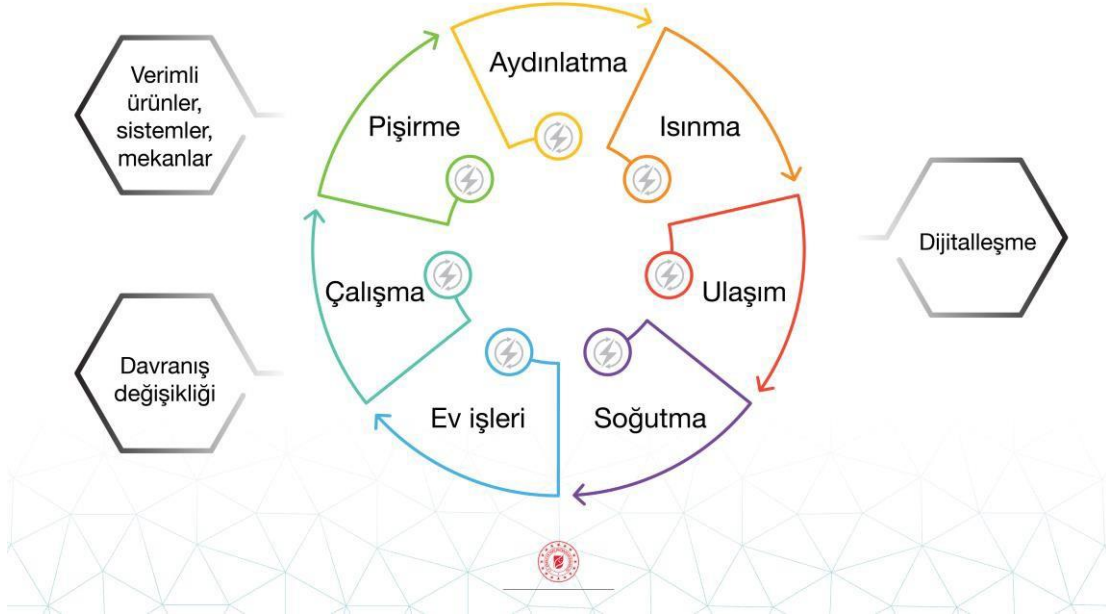 Verimli
ürünler,
sistemler,
mekanlar
Davranış
değişikliği
Aydınlatma
Isınma
Ulaşım
Soğutma
Ev işleri
Çalışma
Pişirme
Dijitalleşme